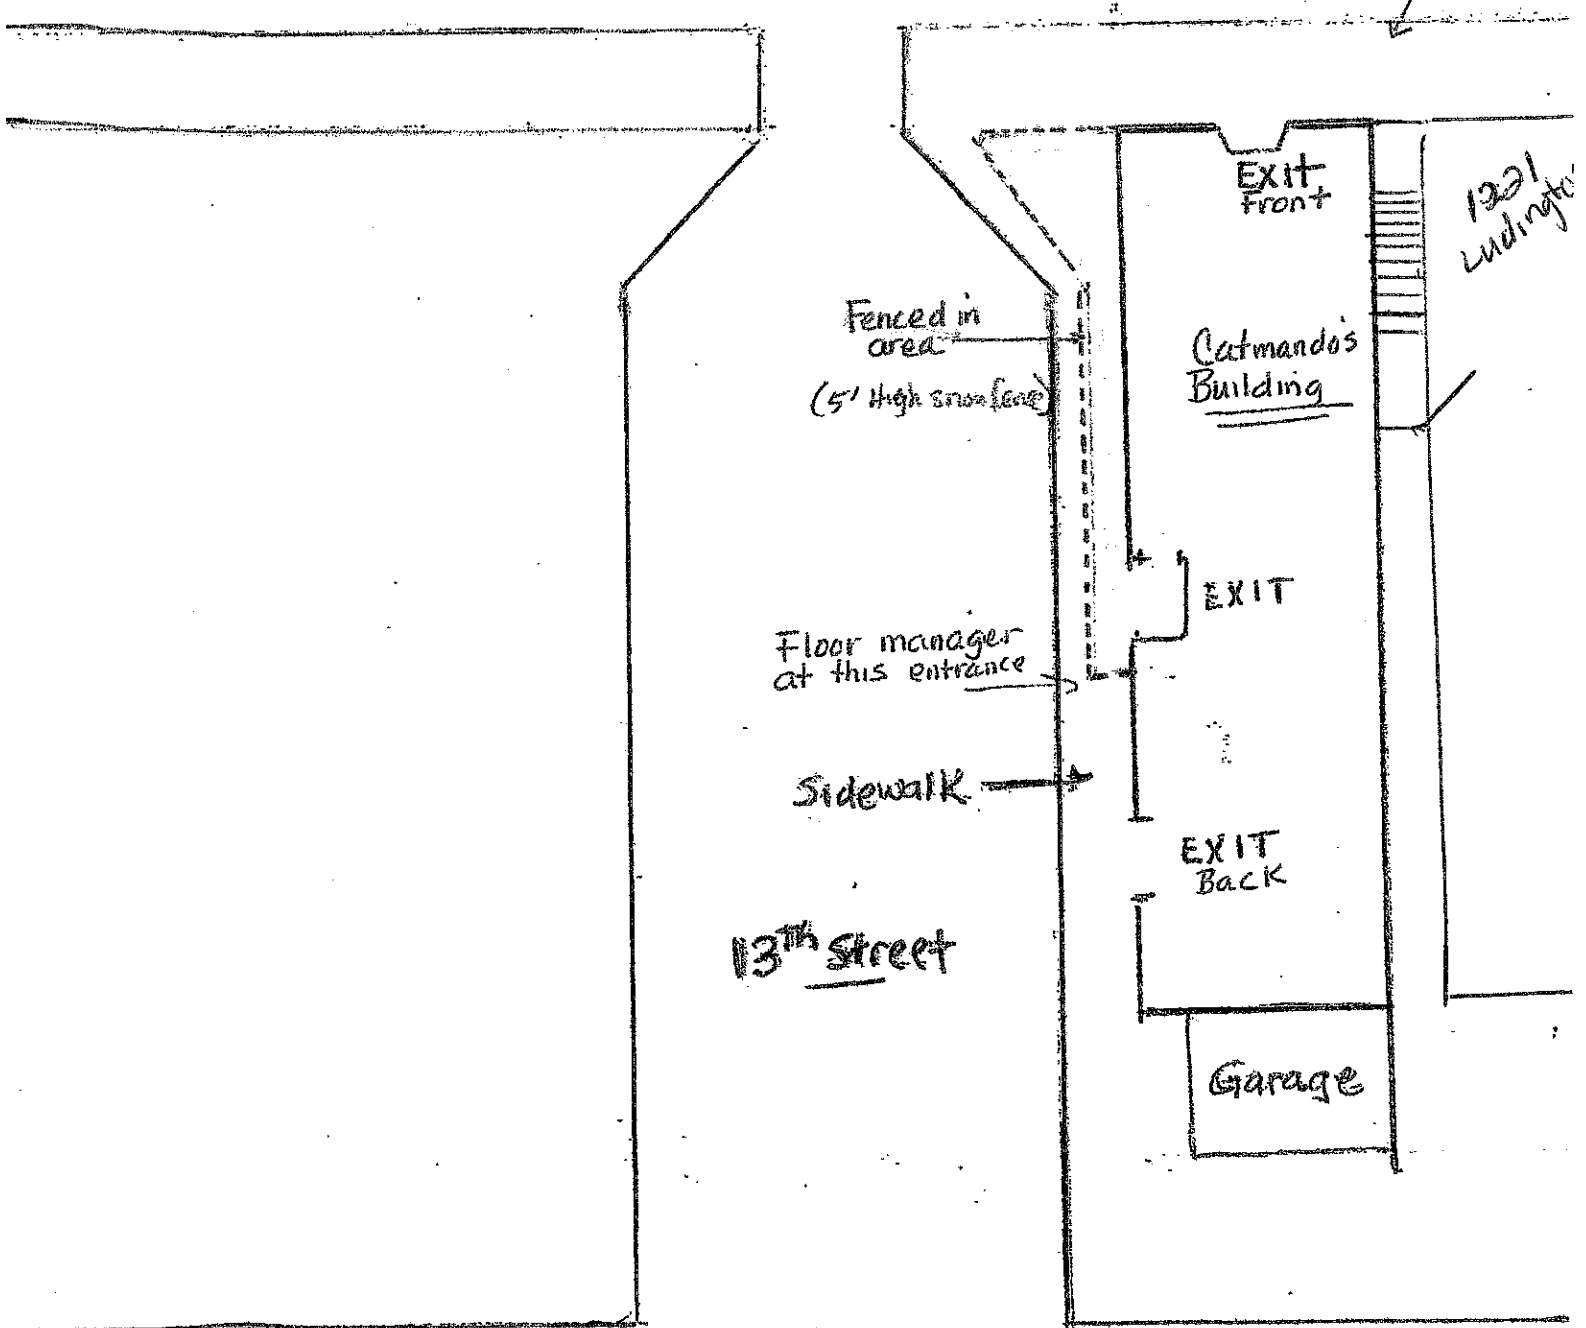 EXIT
Front
1221
Fenced in
area
(5' High snow fence)
Catmando's
Building
EXIT
Floor manager
at this entrance
Sidewalk
EXIT
Back
13th Street
Garage